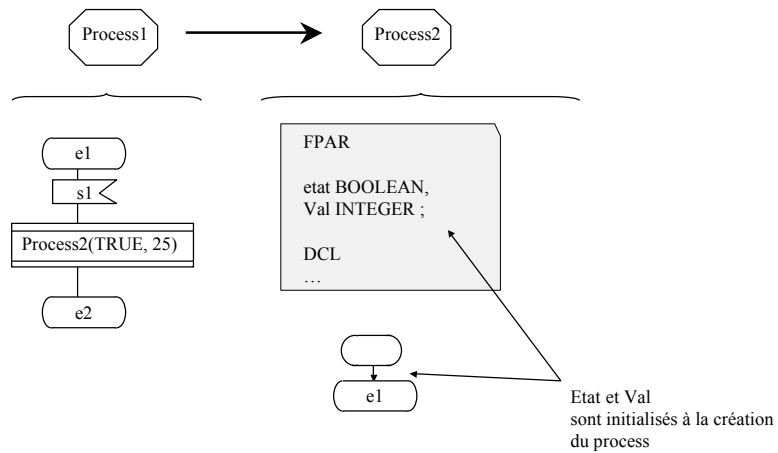 Process1
Process2
e1
s1
Process2(TRUE, 25)
e2
FPAR
etat BOOLEAN,
Val INTEGER ;
DCL
…
e1
Etat et Val
sont initialisés à la création
du process